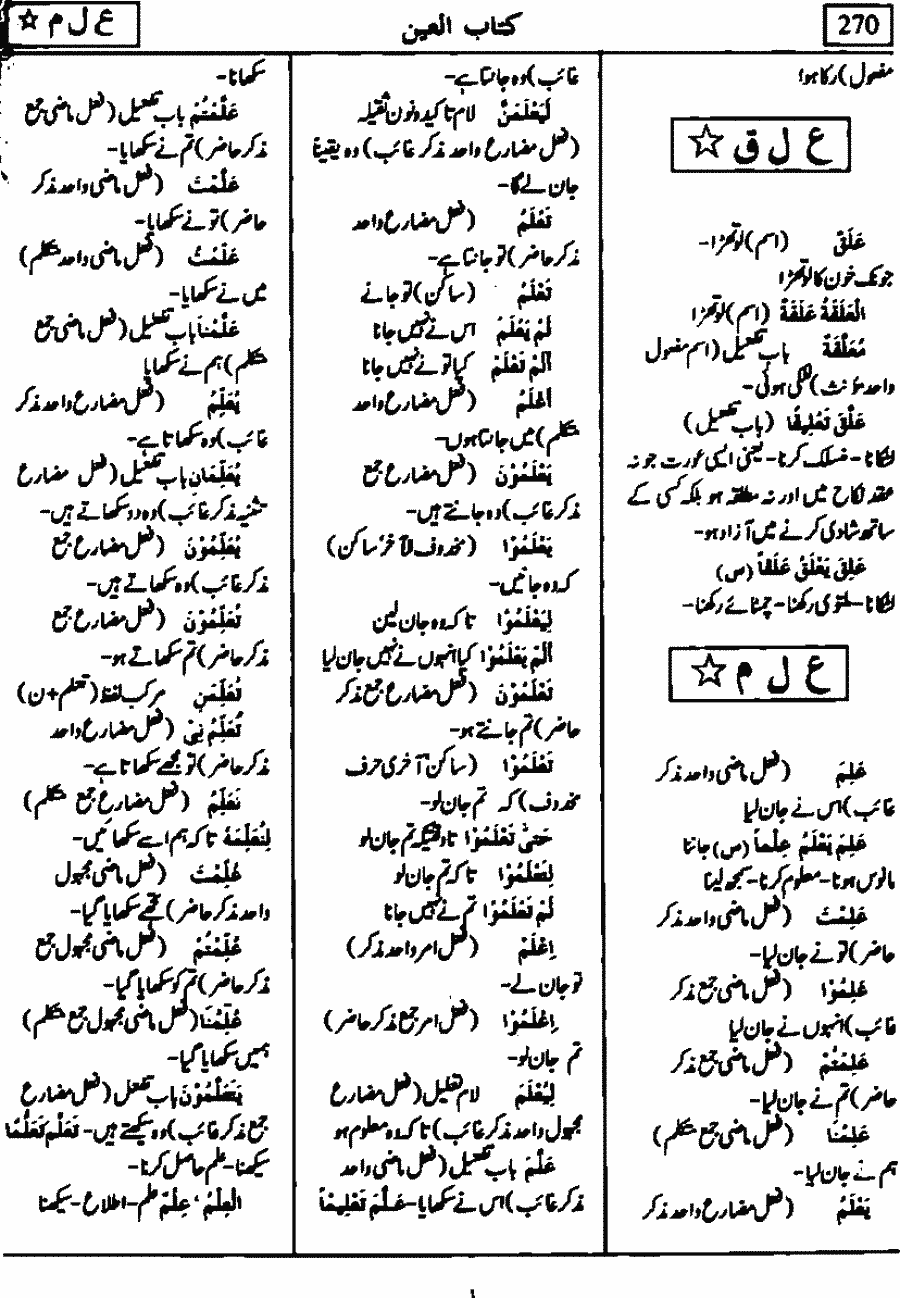 270
کتاب العین
ع ل م ☆
مفعول) رکا ہوا
ع ل ق ☆
عَلَقَ (اسم) لوتھڑا-
جونک خون کا لوتھڑا
الْعَلَقَةُ عَلَقَةً (اسم) لوتھڑا
مُعَلَّقَةٌ باب تفعیل (اسم مفعول
واحد مؤنث) لٹکی ہوئی-
عَلَّقَ تَعْلِيقًا (باب تفعیل)
لٹکانا-منسلک کرنا-یعنی ایسی عورت جو نہ
عقد نکاح میں اور نہ مطلقہ ہو بلکہ کسی کے
ساتھ شادی کرنے میں آزاد ہو-
عَلِقَ يَعْلَقُ عَلَقاً (س)
لٹکانا-ملتوی رکھنا-چمٹائے رکھنا-
ع ل م ☆
عَلِمَ (فعل ماضی واحد مذکر
غائب) اس نے جان لیا
عَلِمَ يَعْلَمُ عِلْماً (س) جاننا
مانوس ہونا-معلوم کرنا-سمجھ لینا
عَلِمْتَ (فعل ماضی واحد مذکر
حاضر) تو نے جان لیا-
عَلِمُوْا (فعل ماضی جمع مذکر
غائب) انہوں نے جان لیا
عَلِمْتُمْ (فعل ماضی جمع مذکر
حاضر) تم نے جان لیا-
عَلِمْنَا (فعل ماضی جمع متکلم)
ہم نے جان لیا-
يَعْلَمُ (فعل مضارع واحد مذکر
غائب) وہ جانتا ہے-
لَيَعْلَمَنَّ لام تاکید و نون ثقیلہ
(فعل مضارع واحد مذکر غائب) وہ یقیناً
جان لے گا-
تَعْلَمُ (فعل مضارع واحد
مذکر حاضر) تو جانتا ہے-
تَعْلَمْ (ساکن) تو جانے
لَمْ يَعْلَمْ اس نے نہیں جانا
اَلَمْ تَعْلَمْ کیا تو نے نہیں جانا
اَعْلَمُ (فعل مضارع واحد
متکلم) میں جانتا ہوں-
يَعْلَمُوْنَ (فعل مضارع جمع
مذکر غائب) وہ جانتے ہیں-
يَعْلَمُوْا (محذوف الآخر/ساکن)
کہ وہ جانیں-
لِيَعْلَمُوْا تاکہ وہ جان لیں
اَلَمْ يَعْلَمُوْا کیا انہوں نے نہیں جان لیا
تَعْلَمُوْنَ (فعل مضارع جمع مذکر
حاضر) تم جانتے ہو-
تَعْلَمُوْا (ساکن آخری حرف
محذوف) کہ تم جان لو-
حَتّٰى تَعْلَمُوْا تاوقتیکہ تم جان لو
لِتَعْلَمُوْا تاکہ تم جان لو
لَمْ تَعْلَمُوْا تم نے نہیں جانا
اِعْلَمْ (فعل امر واحد مذکر)
تو جان لے-
اِعْلَمُوْا (فعل امر جمع مذکر حاضر)
تم جان لو-
لِيُعْلَمَ لام تعلیل (فعل مضارع
مجہول واحد مذکر غائب) تاکہ وہ معلوم ہو
عَلَّمَ باب تفعیل (فعل ماضی واحد
مذکر غائب) اس نے سکھایا-عَلَّمَ تَعْلِيْمًا
سکھانا-
عَلَّمْتُمْ باب تفعیل (فعل ماضی جمع
مذکر حاضر) تم نے سکھایا-
عَلَّمْتَ (فعل ماضی واحد مذکر
حاضر) تو نے سکھایا-
عَلَّمْتُ (فعل ماضی واحد متکلم)
میں نے سکھایا-
عَلَّمْنَا باب تفعیل (فعل ماضی جمع
متکلم) ہم نے سکھایا
يُعَلِّمُ (فعل مضارع واحد مذکر
غائب) وہ سکھاتا ہے-
يُعَلِّمَانِ باب تفعیل (فعل مضارع
تثنیہ مذکر غائب) وہ دو سکھاتے ہیں-
يُعَلِّمُوْنَ (فعل مضارع جمع
مذکر غائب) وہ سکھاتے ہیں-
تُعَلِّمُوْنَ (فعل مضارع جمع
مذکر حاضر) تم سکھاتے ہو-
تُعَلِّمَنِ مرکب لفظ (تعلم+ن)
تُعَلِّمُ نِيْ (فعل مضارع واحد
مذکر حاضر) تو مجھے سکھاتا ہے-
نُعَلِّمُ (فعل مضارع جمع متکلم)
لِنُعَلِّمَهٗ تاکہ ہم اسے سکھائیں-
عُلِّمْتَ (فعل ماضی مجہول
واحد مذکر حاضر) تجھے سکھایا گیا-
عُلِّمْتُمْ (فعل ماضی مجہول جمع
مذکر حاضر) تم کو سکھایا گیا-
عُلِّمْنَا (فعل ماضی مجہول جمع متکلم)
ہمیں سکھایا گیا-
يَتَعَلَّمُوْنَ باب تفعل (فعل مضارع
جمع مذکر غائب) وہ سیکھتے ہیں-تَعَلَّمَ تَعَلُّمًا
سیکھنا-علم حاصل کرنا-
الْعِلْمُ، عِلْمٌ علم-اطلاع-سیکھنا